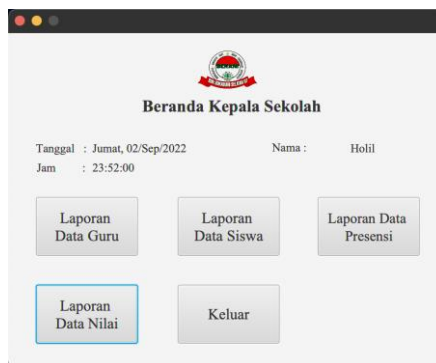 Beranda Kepala Sekolah
Tanggal : Jumat, 02/Sep/2022 Nama : Holil
Jam : 23:52:00
Laporan
Data Guru
Laporan
Data Siswa
Laporan Data
Presensi
Laporan
Data Nilai
Keluar